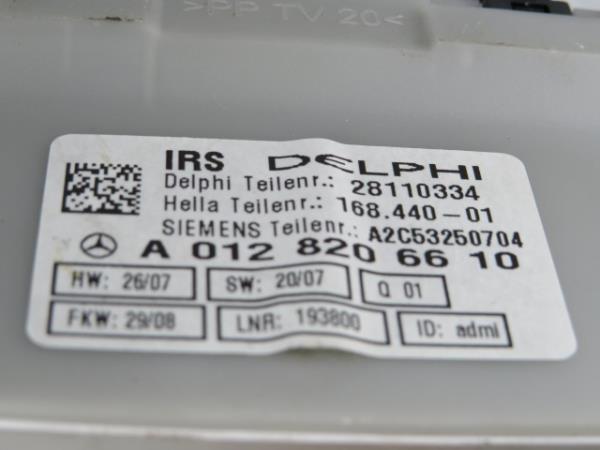 >PP TV 20<
IRS DELPHI
Delphi Teilenr.: 28110334
Hella Teilenr.: 168.440-01
SIEMENS Teilenr.: A2C53250704
A 012 820 66 10
HW: 26/07 SW: 20/07 Q 01
FKW: 29/08 LNR: 193800 ID: admi